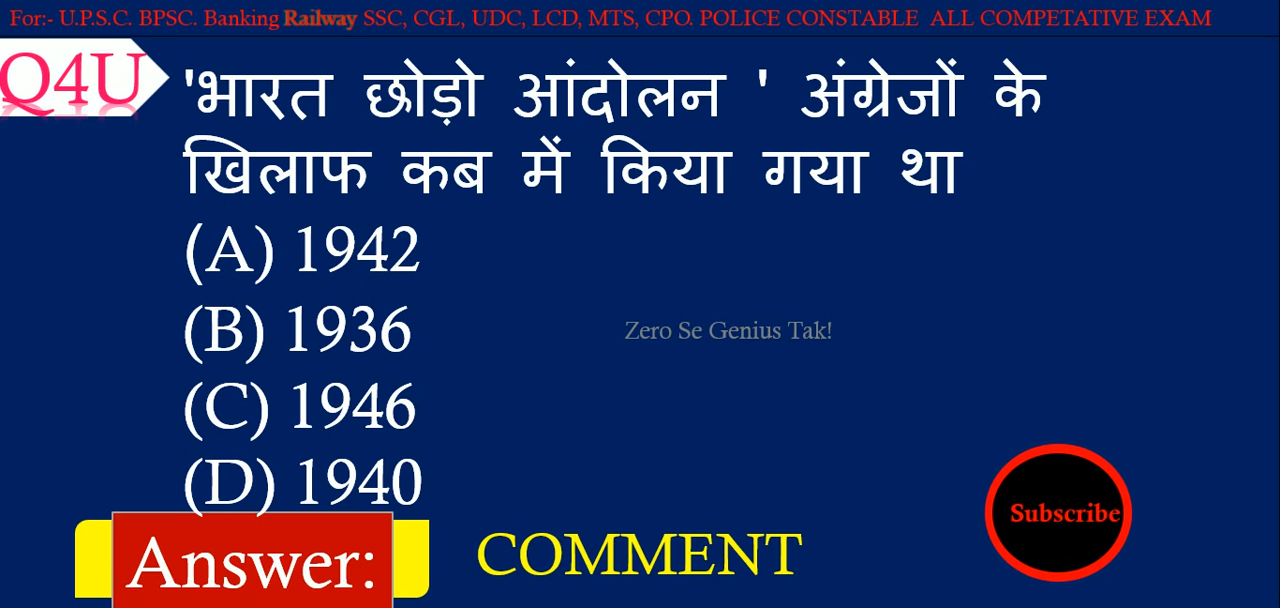 For:- U.P.S.C. BPSC. Banking Railway SSC, CGL, UDC, LCD, MTS, CPO. POLICE CONSTABLE ALL COMPETATIVE EXAM
Q4U
'भारत छोड़ो आंदोलन ' अंग्रेजों के
खिलाफ कब में किया गया था
(A) 1942
(B) 1936
Zero Se Genius Tak!
(C) 1946
(D) 1940
Subscribe
Answer:
COMMENT